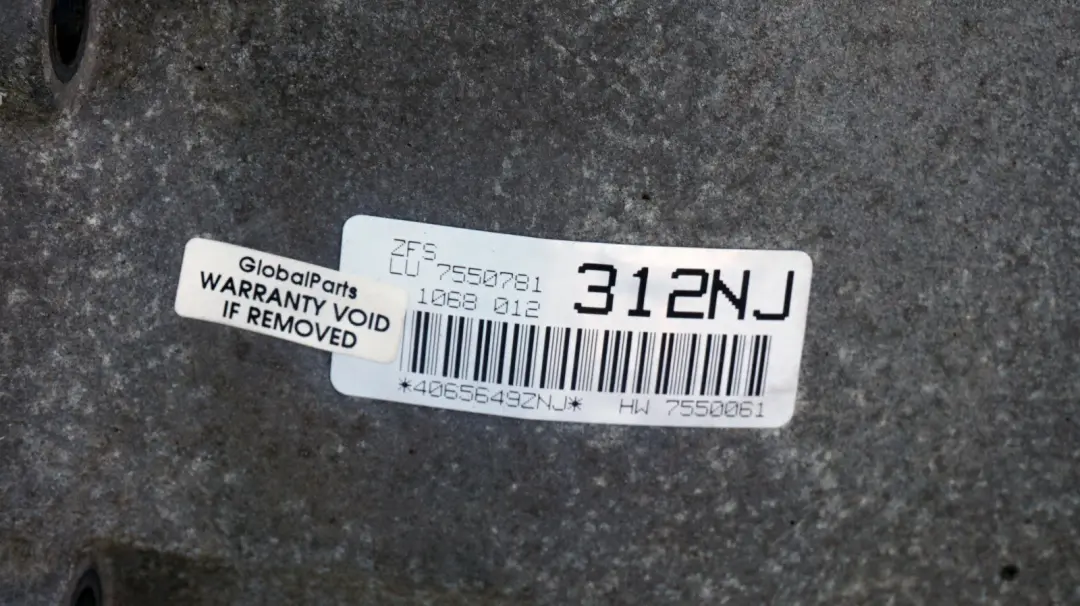 GlobalParts
WARRANTY VOID
IF REMOVED
ZFS
LU 7550781
1068 012
312NJ
*4065649ZNJ*
HW 7550061